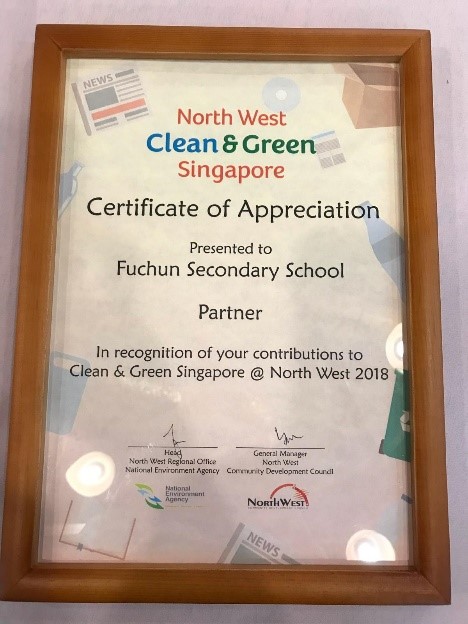 NEWS
North West
Clean & Green
Singapore
Certificate of Appreciation
Presented to
Fuchun Secondary School
Partner
In recognition of your contributions to
Clean & Green Singapore @ North West 2018
Head
North West Regional Office
National Environment Agency
General Manager
North West
Community Development Council
National
Environment
Agency
NORTHWEST
NEWS